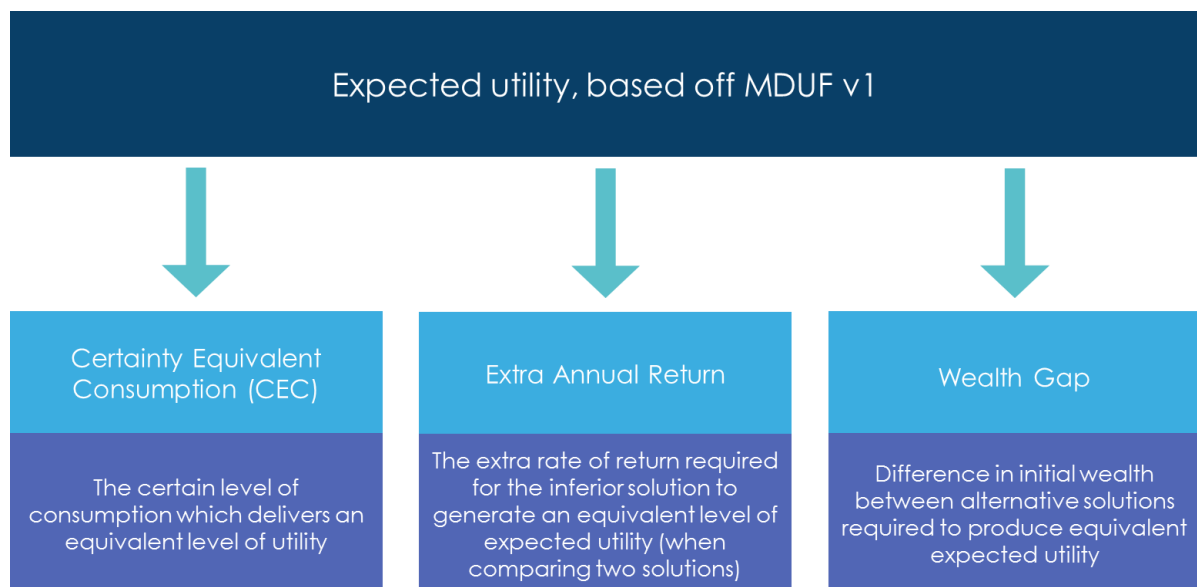 Expected utility, based off MDUF v1
Certainty Equivalent
Consumption (CEC)
The certain level of
consumption which delivers an
equivalent level of utility
Extra Annual Return
The extra rate of return required
for the inferior solution to
generate an equivalent level of
expected utility (when
comparing two solutions)
Wealth Gap
Difference in initial wealth
between alternative solutions
required to produce equivalent
expected utility